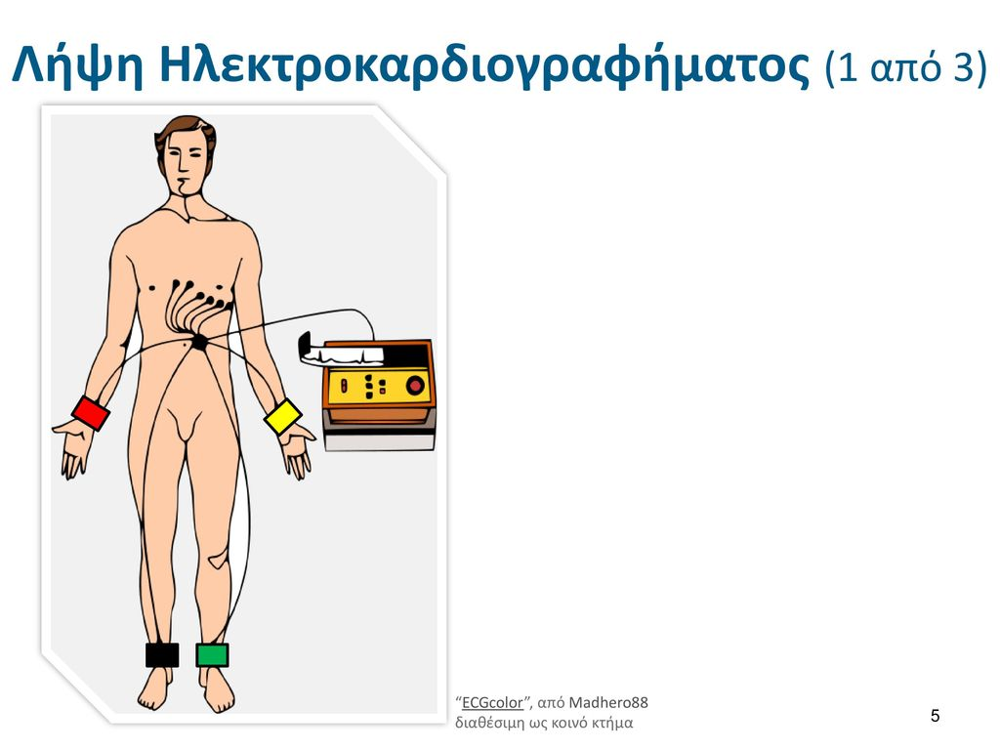 Λήψη Ηλεκτροκαρδιογραφήματος (1 από 3)
“ECGcolor”, από Madhero88
διαθέσιμη ως κοινό κτήμα
5